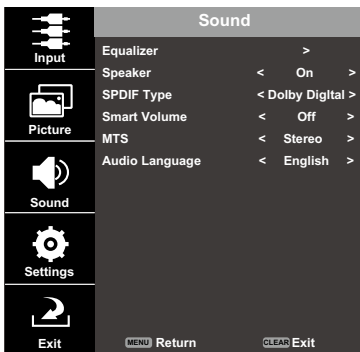 Sound
Input
Picture
Sound
Settings
Exit
Equalizer >
Speaker < On >
SPDIF Type < Dolby Digital >
Smart Volume < Off >
MTS < Stereo >
Audio Language < English >
MENU Return CLEAR Exit